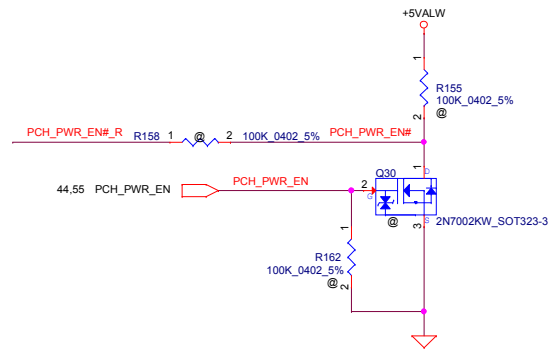 +5VALW
1
R155
100K_0402_5%
2
@
PCH_PWR_EN#_R
R158
1
@
2
100K_0402_5%
PCH_PWR_EN#
1
D
Q30
44,55
PCH_PWR_EN
PCH_PWR_EN
2
G
S
@
3
2N7002KW_SOT323-3
1
R162
100K_0402_5%
@
2